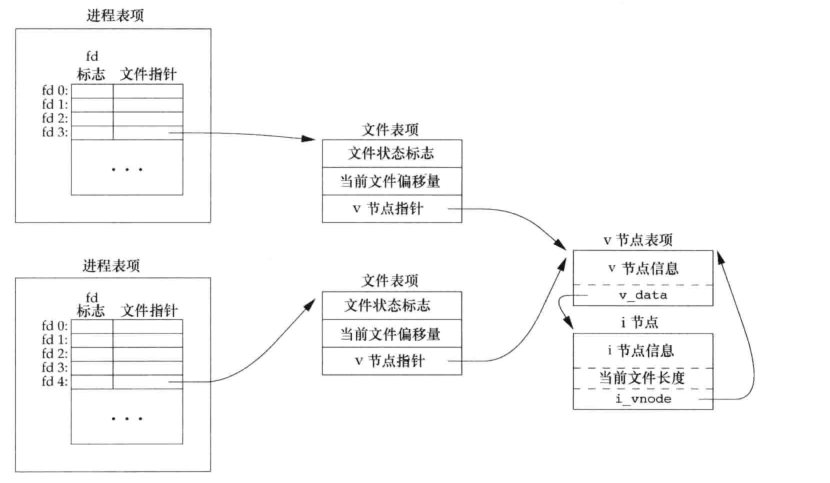 进程表项
fd
标志 文件指针
fd 0:
fd 1:
fd 2:
fd 3:
...
文件表项
文件状态标志
当前文件偏移量
v 节点指针
进程表项
fd
标志 文件指针
fd 0:
fd 1:
fd 2:
fd 3:
fd 4:
...
文件表项
文件状态标志
当前文件偏移量
v 节点指针
v 节点表项
v 节点信息
v_data
i 节点
i 节点信息
当前文件长度
i_vnode